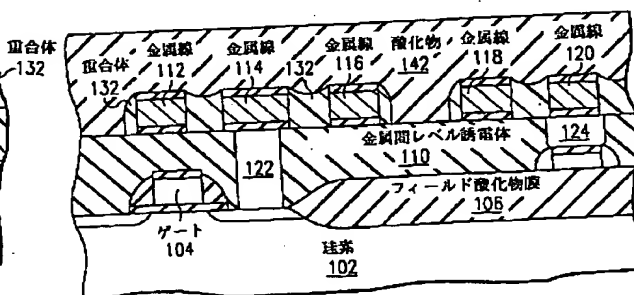 重合体
132
重合体
132
金属線
112
金属線
114
132
金属線
116
酸化物
142
金属線
118
金属線
120
金属間レベル誘電体
110
122
124
フィールド酸化物膜
106
ゲート
104
珪素
102